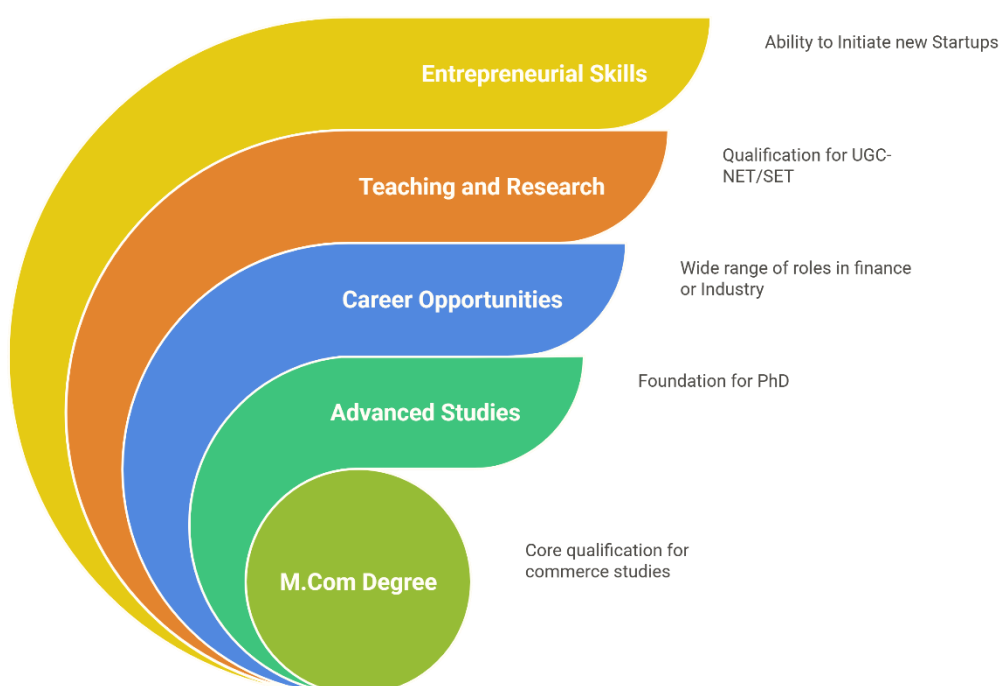 Entrepreneurial Skills
Ability to Initiate new Startups
Teaching and Research
Qualification for UGC-
NET/SET
Career Opportunities
Wide range of roles in finance
or Industry
Advanced Studies
Foundation for PhD
M.Com Degree
Core qualification for
commerce studies